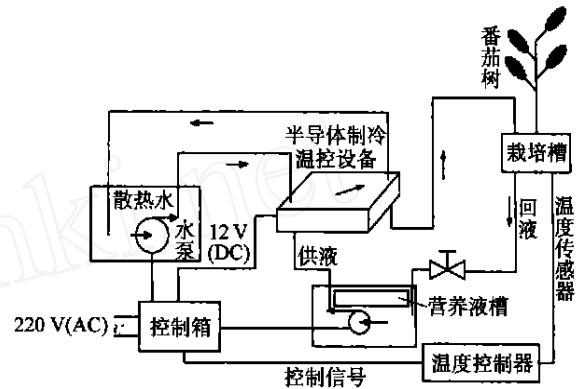 番茄树
半导体制冷
温控设备
栽培槽
散热水
水泵
12 V
(DC)
供液
回液
温度传感器
营养液槽
220 V(AC)
控制箱
温度控制器
控制信号